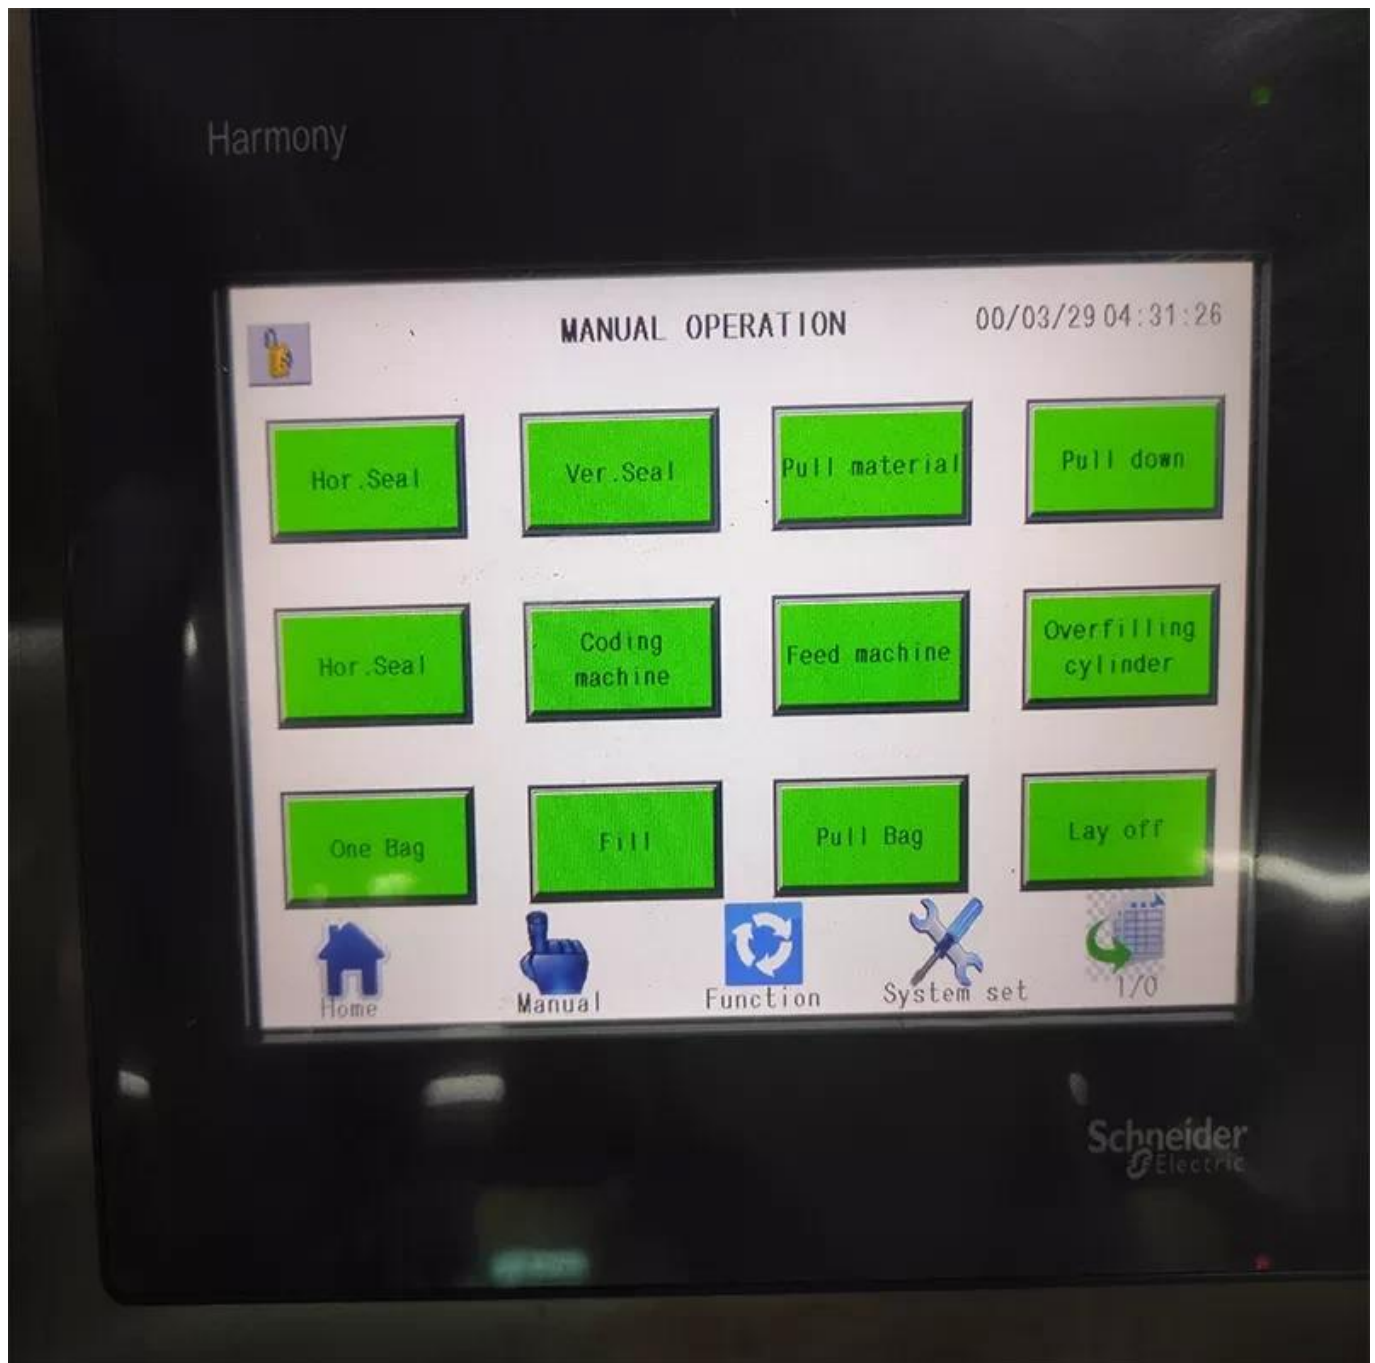 Harmony
MANUAL OPERATION
00/03/29 04:31:26
Hor.Seal
Ver.Seal
Pull material
Pull down
Hor.Seal
Coding
machine
Feed machine
Overfilling
cylinder
One Bag
Fill
Pull Bag
Lay off
Home
Manual
Function
System set
I/O
Schneider
Electric